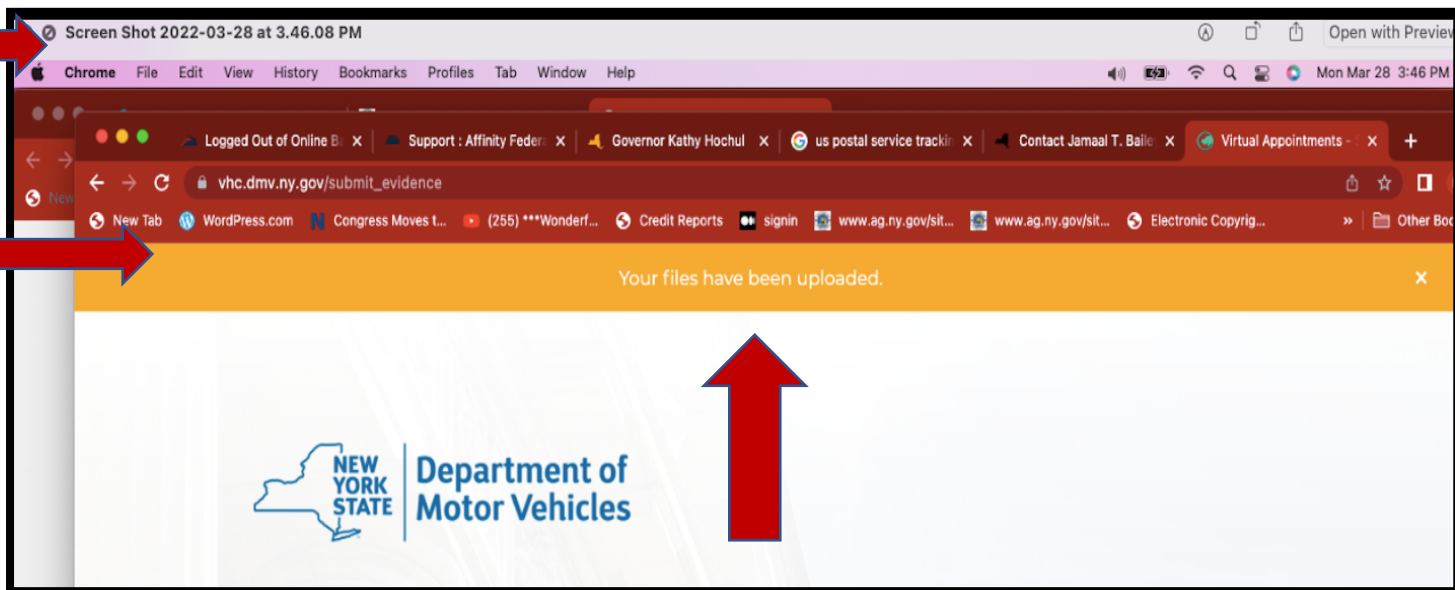 Screen Shot 2022-03-28 at 3.46.08 PM Open with Preview
Chrome File Edit View History Bookmarks Profiles Tab Window Help Mon Mar 28 3:46 PM
Logged Out of Online Ba Support : Affinity Federa Governor Kathy Hochul us postal service trackin Contact Jamaal T. Baile Virtual Appointments -
vhc.dmv.ny.gov/submit_evidence
New
New Tab WordPress.com Congress Moves t... (255) ***Wonderf... Credit Reports signin www.ag.ny.gov/sit... www.ag.ny.gov/sit... Electronic Copyrig... » Other Boo
Your files have been uploaded.
NEW
YORK
STATE
Department of
Motor Vehicles